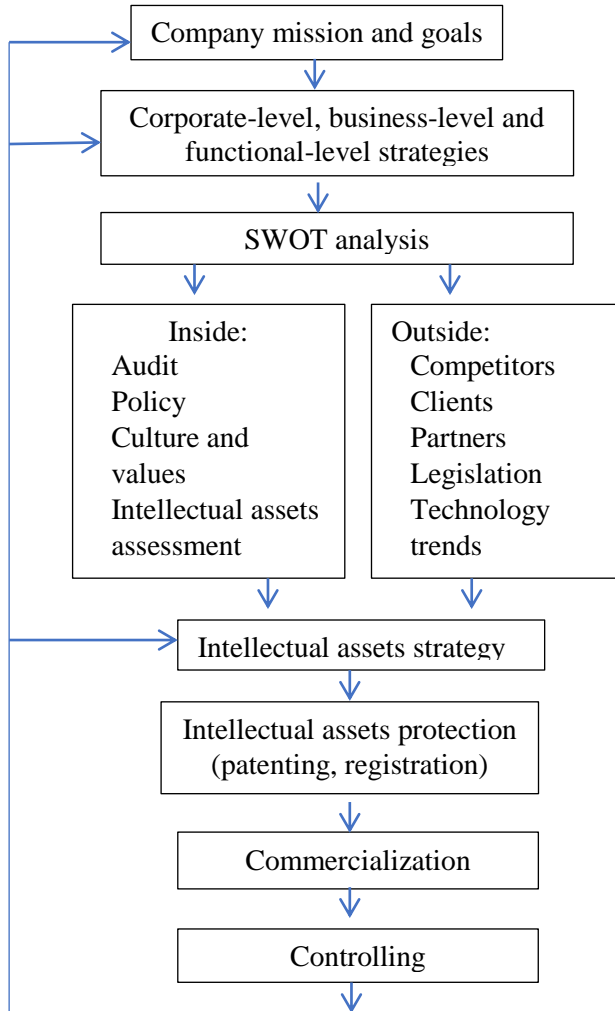 Company mission and goals
Corporate-level, business-level and
functional-level strategies
SWOT analysis
Inside:
Audit
Policy
Culture and
values
Intellectual assets
assessment
Outside:
Competitors
Clients
Partners
Legislation
Technology
trends
Intellectual assets strategy
Intellectual assets protection
(patenting, registration)
Commercialization
Controlling